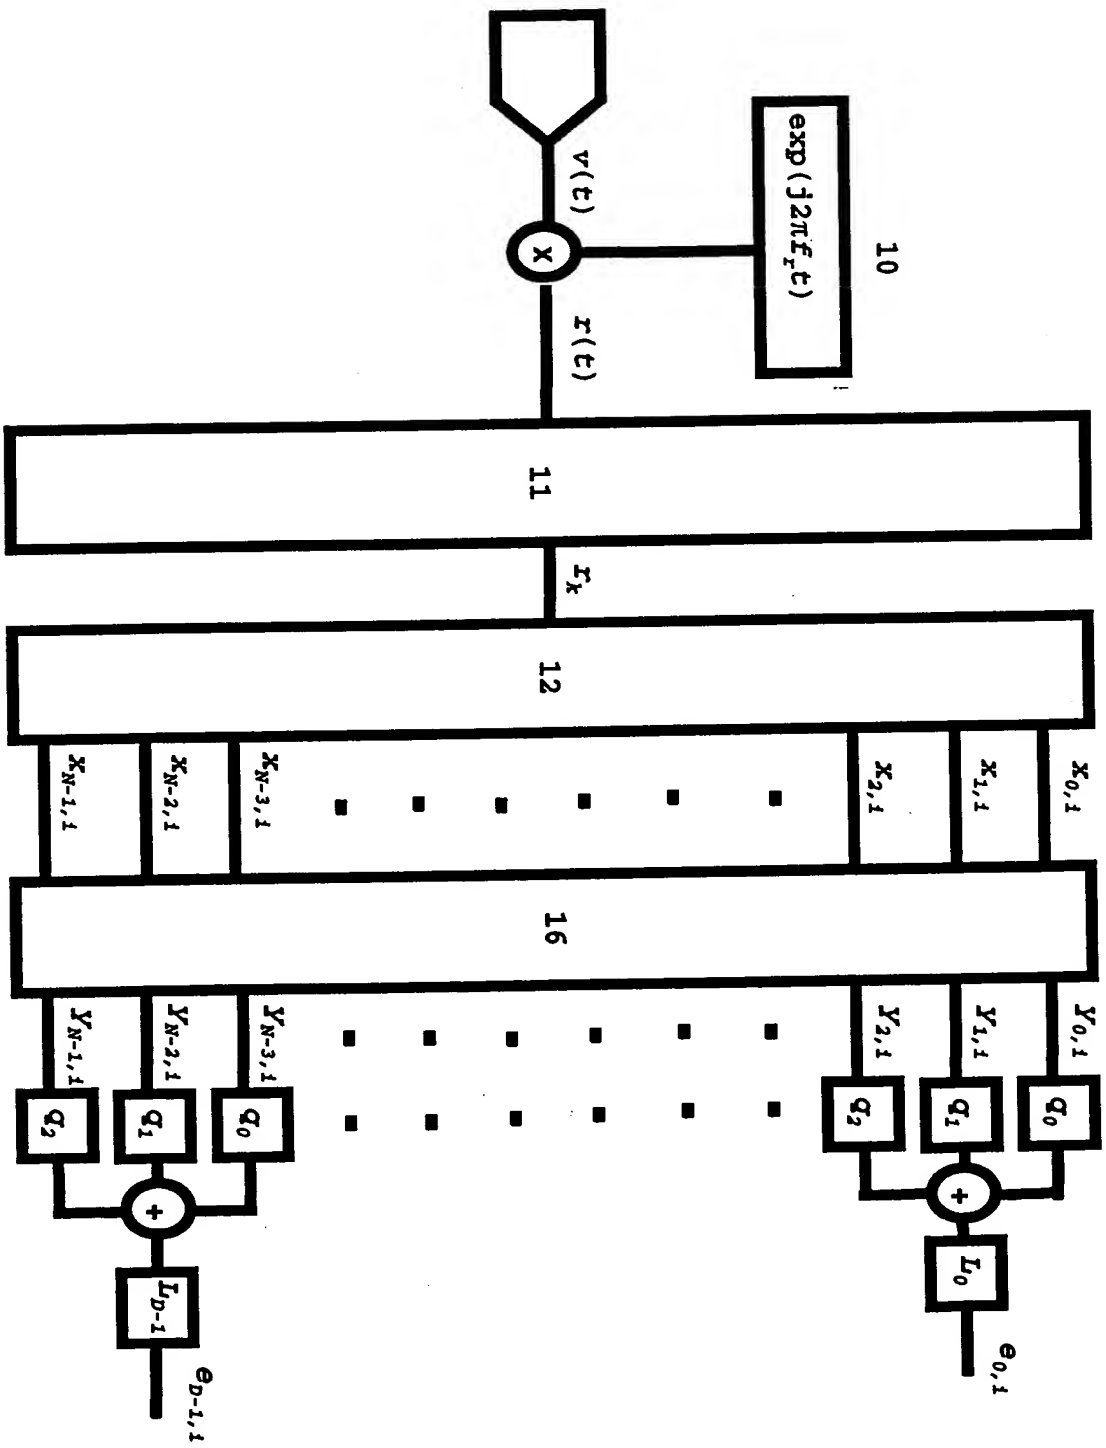 10
exp(j2πf_r t)
v(t)
X
r(t)
11
r_k
12
x_{0,i}
x_{1,i}
x_{2,i}
x_{N-3,i}
x_{N-2,i}
x_{N-1,i}
16
y_{0,i}
y_{1,i}
y_{2,i}
y_{N-3,i}
y_{N-2,i}
y_{N-1,i}
q_0
q_1
q_2
q_0
q_1
q_2
+
+
L_0
L_{D-1}
e_{0,i}
e_{D-1,i}